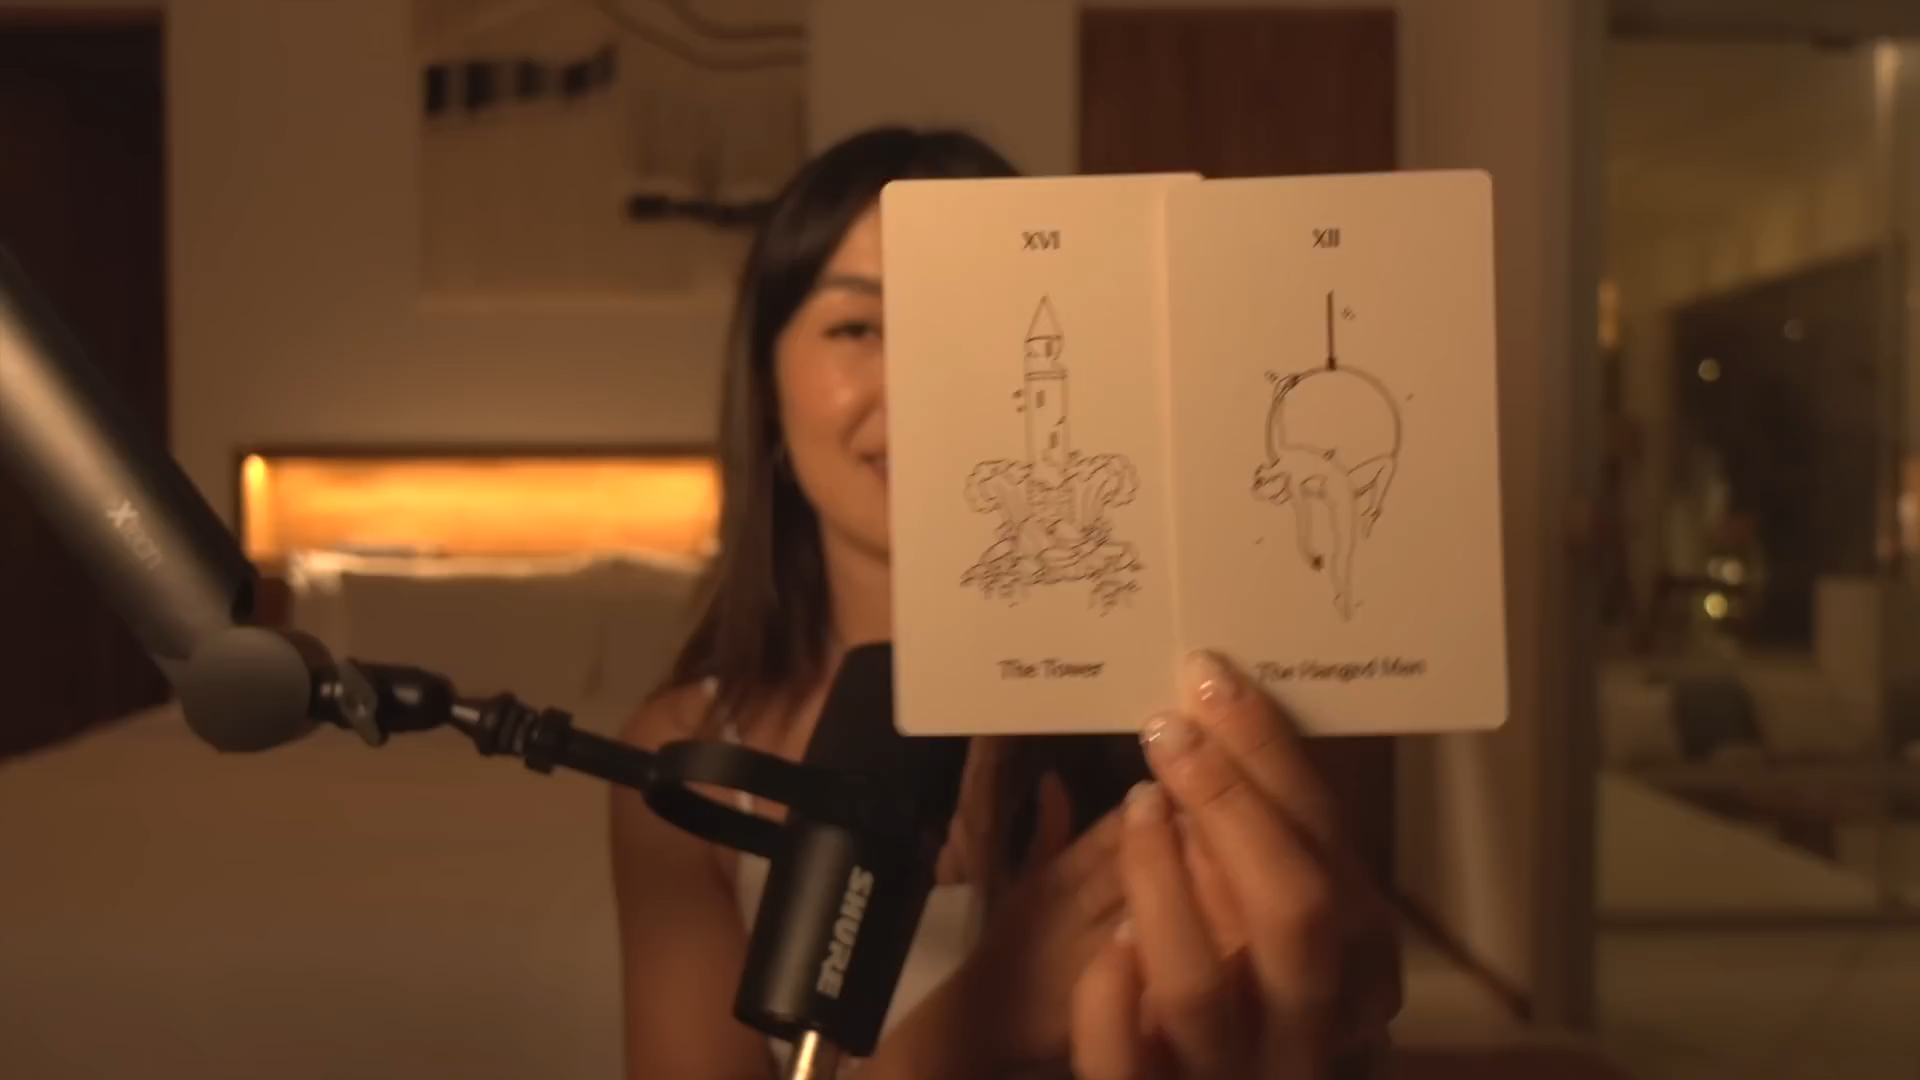 XVI
The Tower
XII
The Hanged Man
SHURE